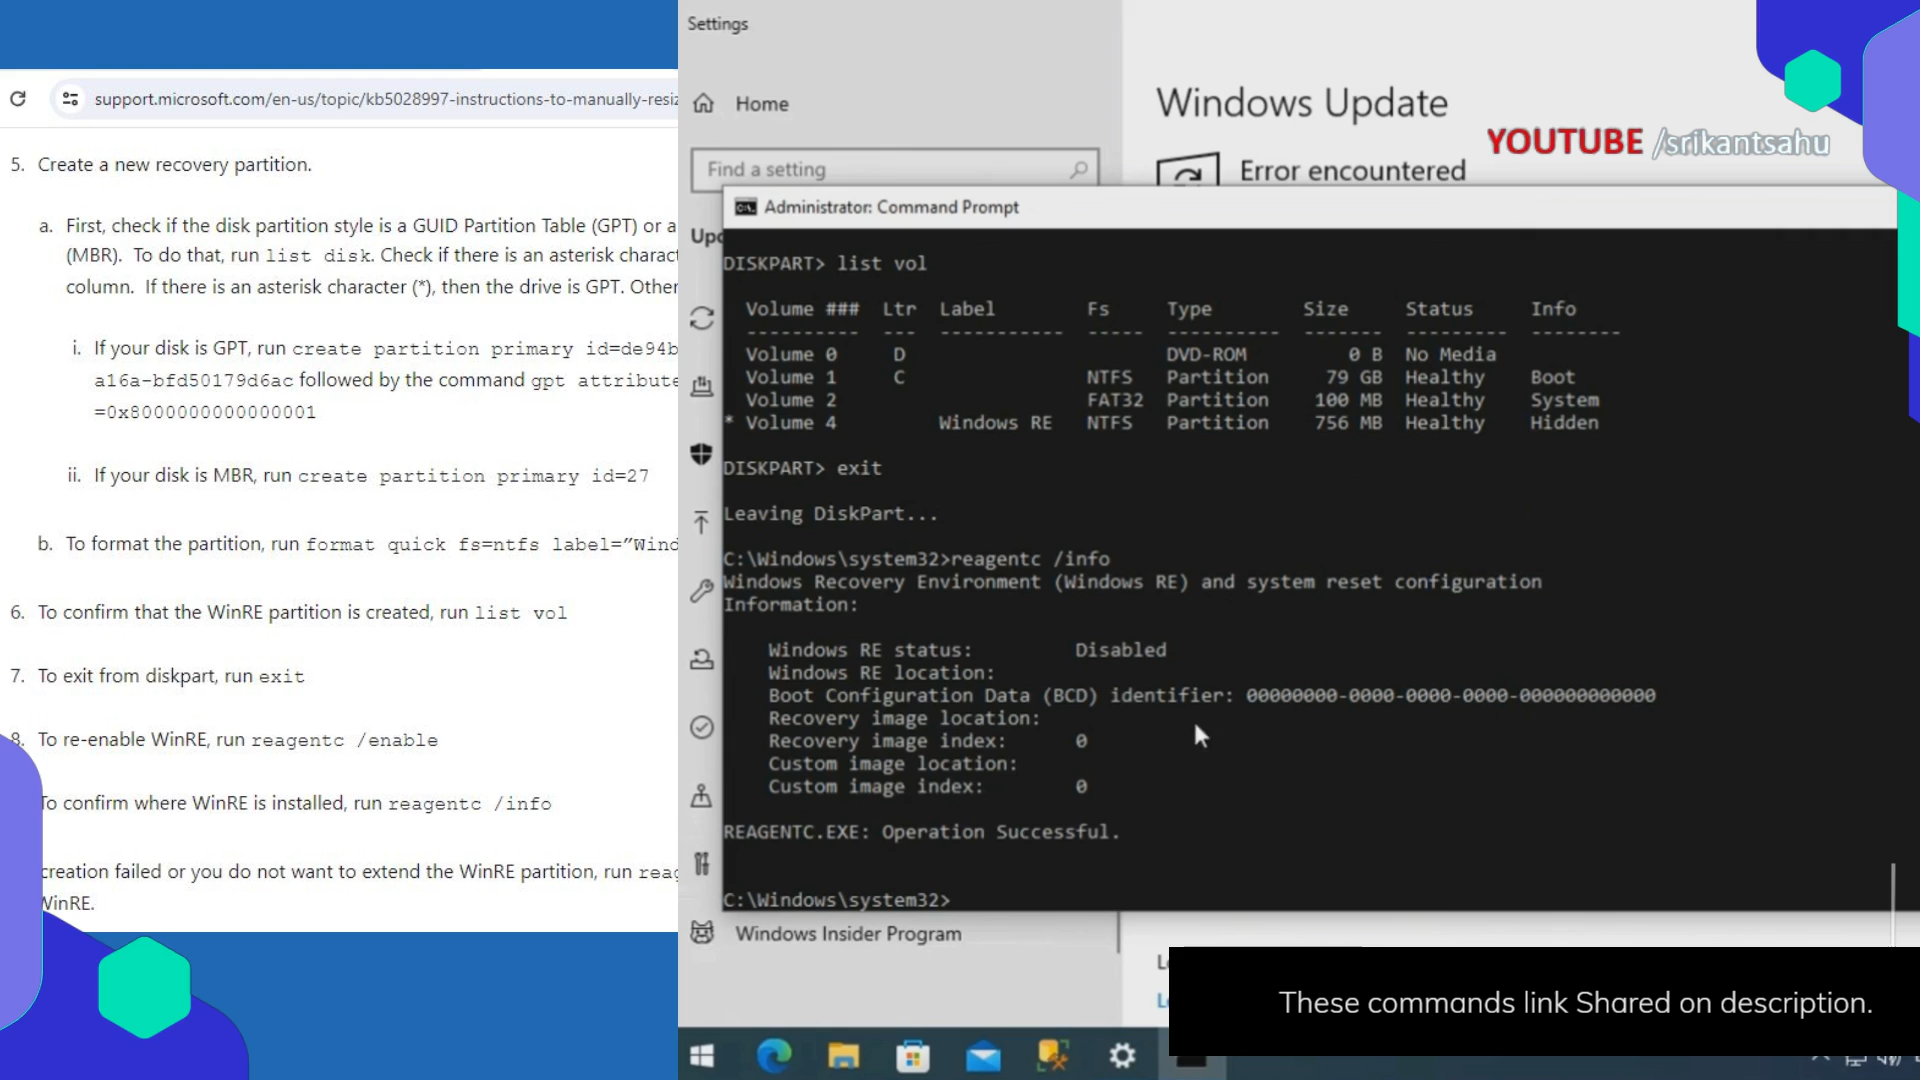 support.microsoft.com/en-us/topic/kb5028997-instructions-to-manually-resiz
5. Create a new recovery partition.
a. First, check if the disk partition style is a GUID Partition Table (GPT) or a
(MBR). To do that, run list disk. Check if there is an asterisk charact
column. If there is an asterisk character (*), then the drive is GPT. Other
i. If your disk is GPT, run create partition primary id=de94b
a16a-bfd50179d6ac followed by the command gpt attribute
=0x8000000000000001
ii. If your disk is MBR, run create partition primary id=27
b. To format the partition, run format quick fs=ntfs label=”Wind
6. To confirm that the WinRE partition is created, run list vol
7. To exit from diskpart, run exit
8. To re-enable WinRE, run reagentc /enable
To confirm where WinRE is installed, run reagentc /info
creation failed or you do not want to extend the WinRE partition, run reag
WinRE.
Settings
Home
Find a setting
Upd
Windows Insider Program
Windows Update
YOUTUBE /srikantsahu
Error encountered
Administrator: Command Prompt
DISKPART> list vol
Volume ### Ltr Label Fs Type Size Status Info
---------- --- ----------- ----- ---------- ------- --------- --------
Volume 0 D DVD-ROM 0 B No Media
Volume 1 C NTFS Partition 79 GB Healthy Boot
Volume 2 FAT32 Partition 100 MB Healthy System
* Volume 4 Windows RE NTFS Partition 756 MB Healthy Hidden
DISKPART> exit
Leaving DiskPart...
C:\Windows\system32>reagentc /info
Windows Recovery Environment (Windows RE) and system reset configuration
Information:
Windows RE status: Disabled
Windows RE location:
Boot Configuration Data (BCD) identifier: 00000000-0000-0000-0000-000000000000
Recovery image location:
Recovery image index: 0
Custom image location:
Custom image index: 0
REAGENTC.EXE: Operation Successful.
C:\Windows\system32>
These commands link Shared on description.